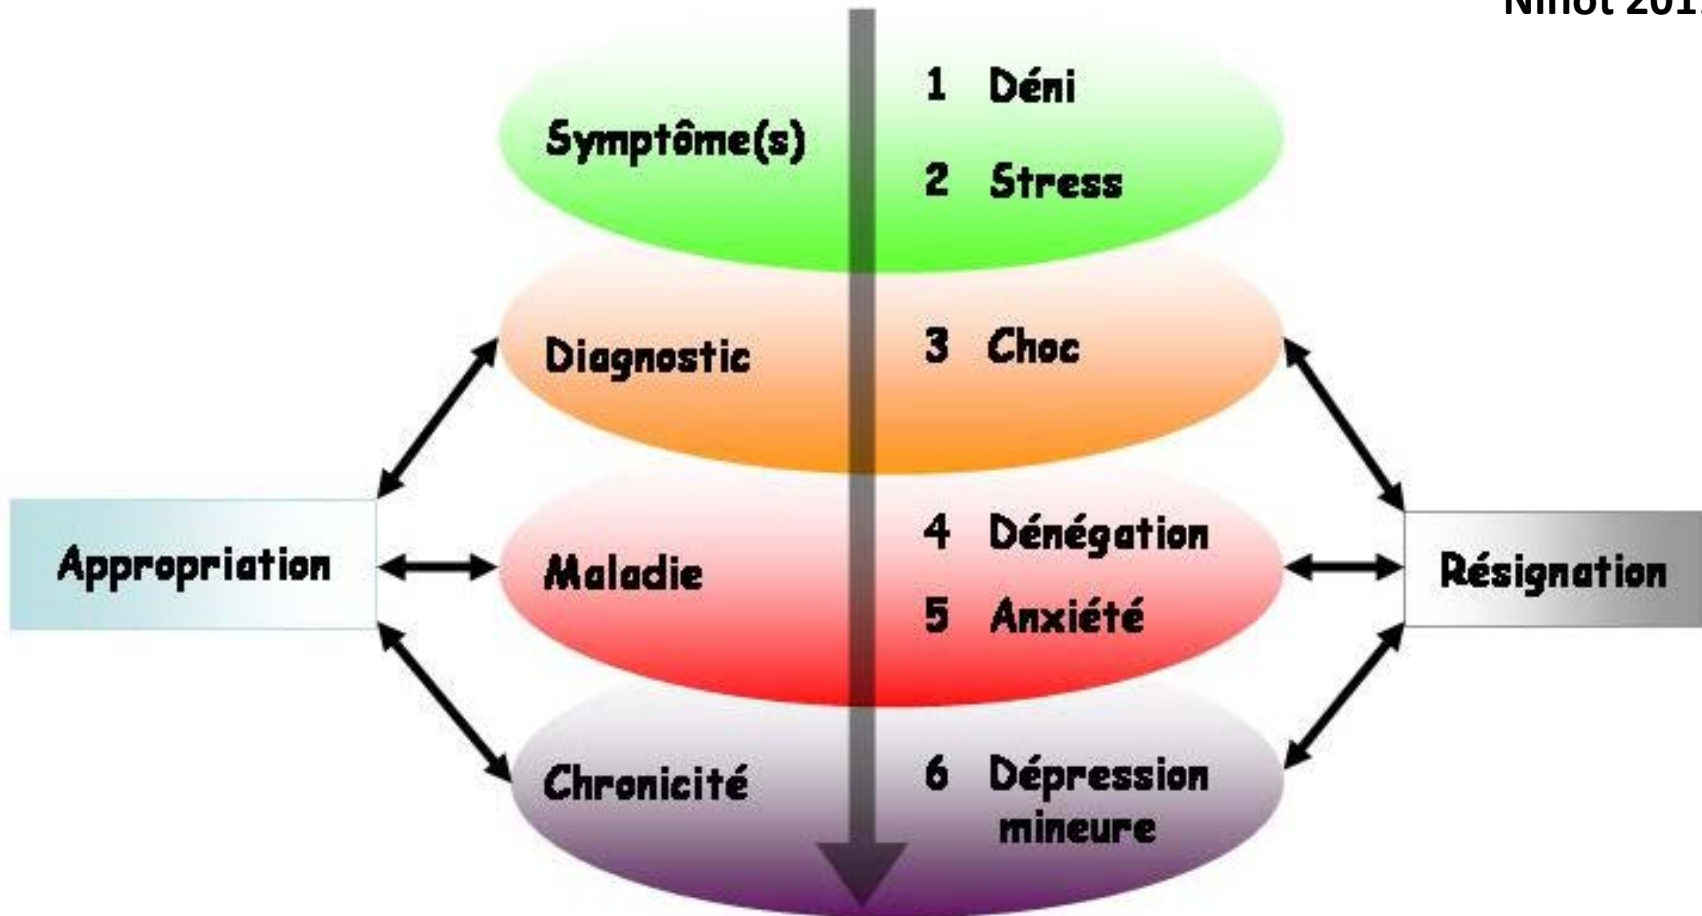 Symptôme(s)
1 Déni
2 Stress
Diagnostic
3 Choc
Appropriation
Maladie
4 Dénégation
5 Anxiété
Résignation
Chronicité
6 Dépression
mineure